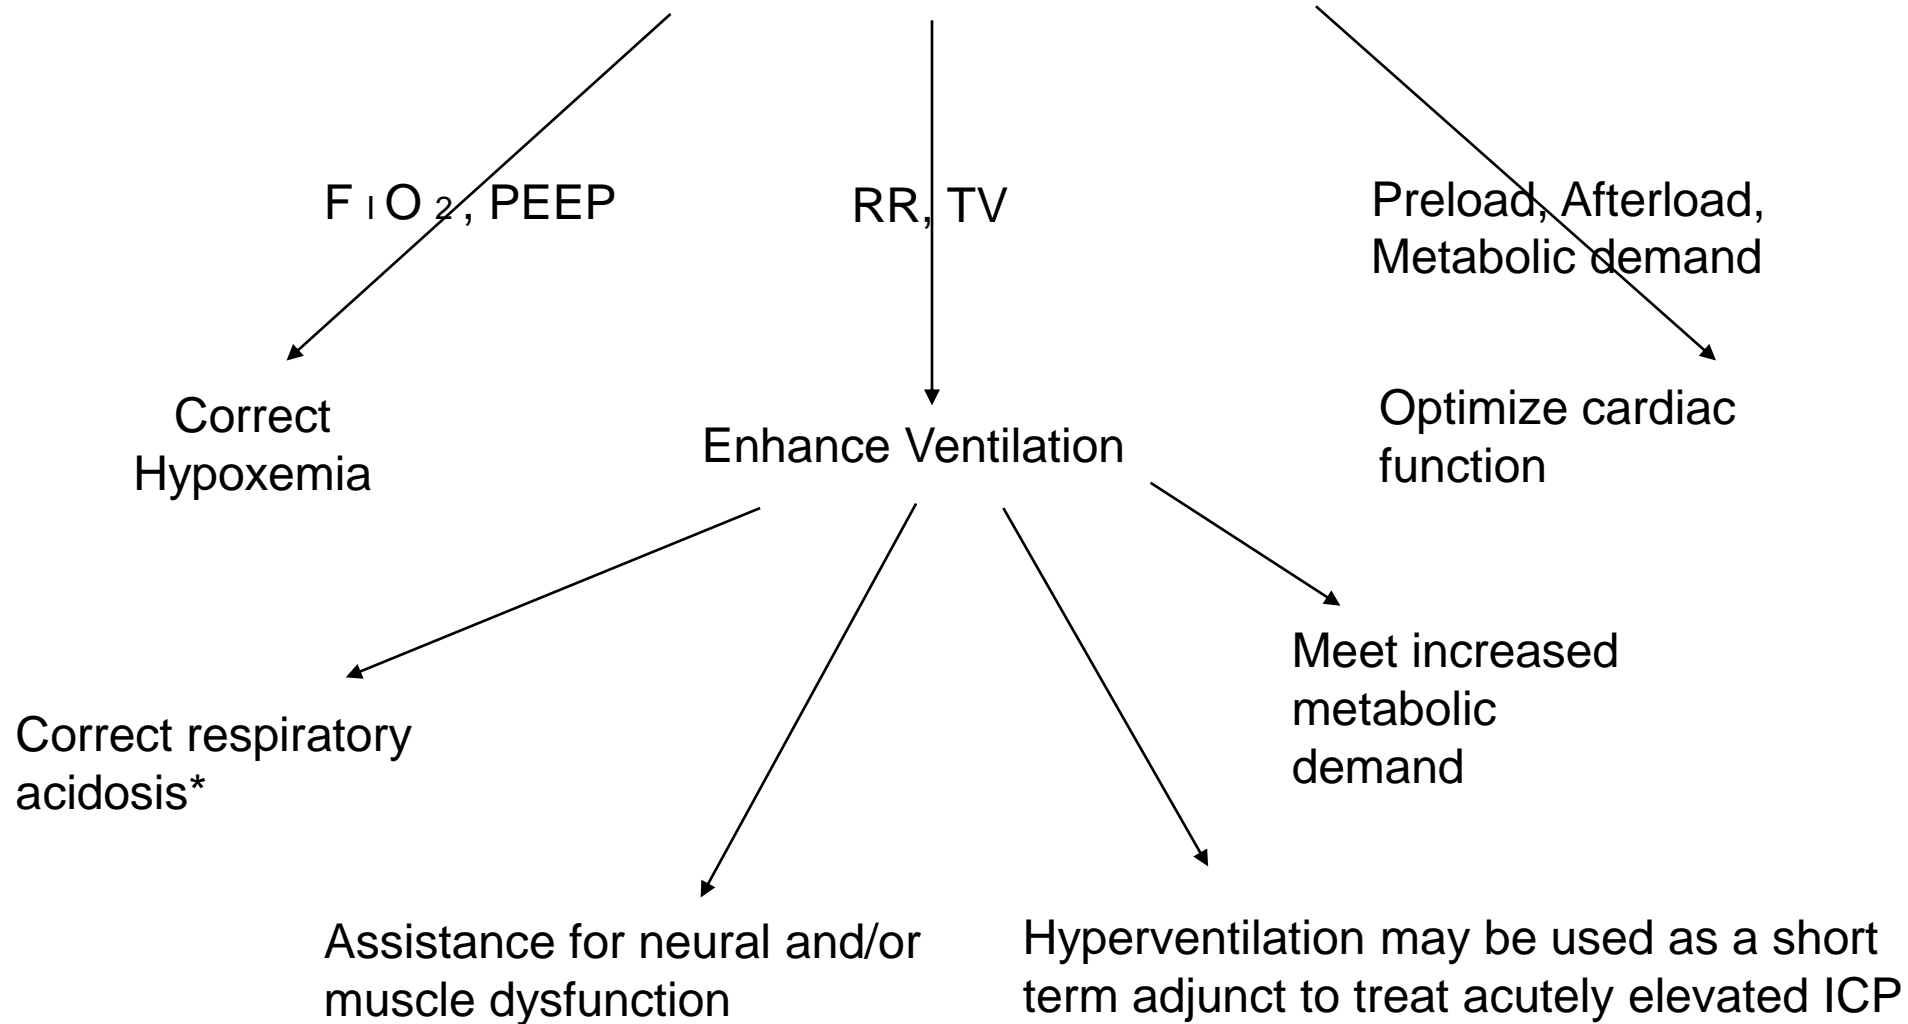 FIO2, PEEP
RR, TV
Preload, Afterload,
Metabolic demand
Correct
Hypoxemia
Enhance Ventilation
Optimize cardiac
function
Correct respiratory
acidosis*
Meet increased
metabolic
demand
Assistance for neural and/or
muscle dysfunction
Hyperventilation may be used as a short
term adjunct to treat acutely elevated ICP